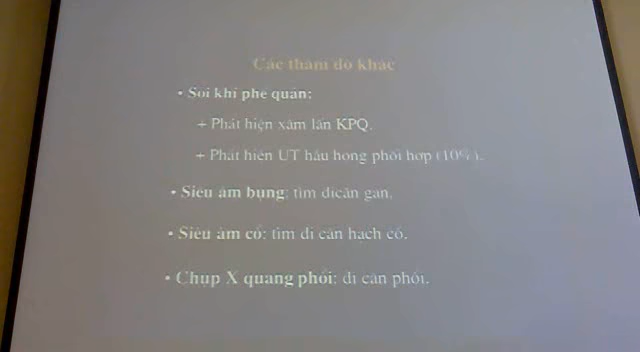 Các thăm dò khác
• Soi khí phế quản:
+ Phát hiện xâm lấn KPQ.
+ Phát hiện UT hầu họng phối hợp (10%).
• Siêu âm bụng: tìm dicăn gan.
• Siêu âm cổ: tìm di căn hạch cổ.
• Chụp X quang phổi: di căn phổi.